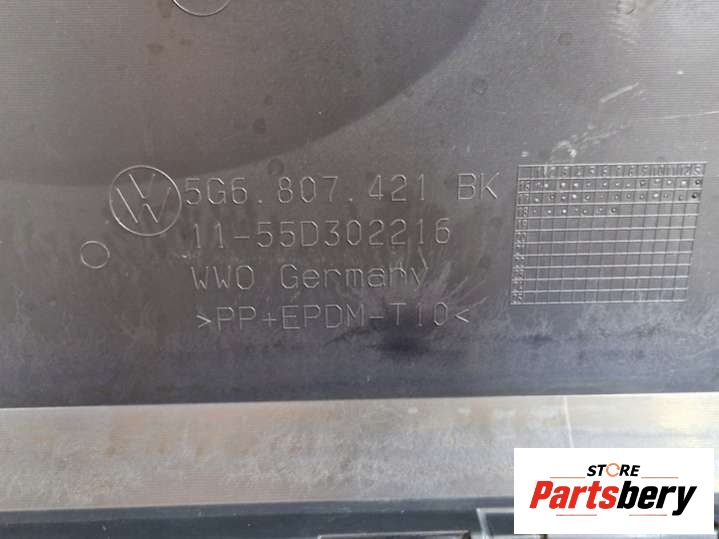 5G6.807.421 BK
11-55D302216
WWO Germany
>PP+EPDM-T10<
STORE
Partsbery